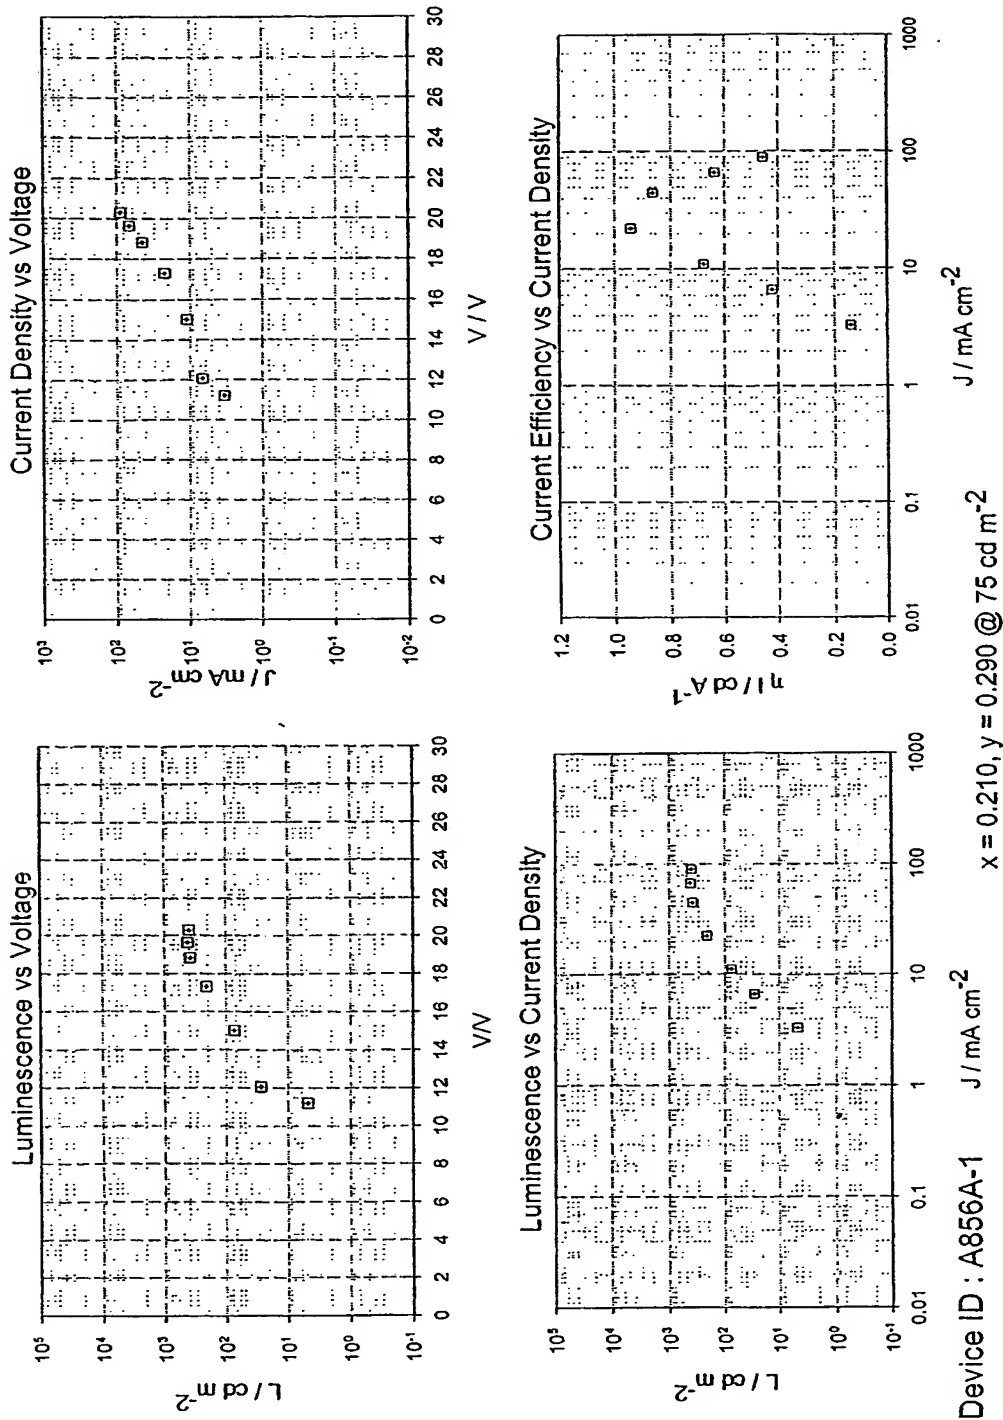 Luminescence vs Voltage
L / cd m⁻²
10⁵
10⁴
10³
10²
10¹
10⁰
10⁻¹
0 2 4 6 8 10 12 14 16 18 20 22 24 26 28 30
V/V
Current Density vs Voltage
J / mA cm⁻²
10³
10²
10¹
10⁰
10⁻¹
10⁻²
0 2 4 6 8 10 12 14 16 18 20 22 24 26 28 30
V / V
Luminescence vs Current Density
L / cd m⁻²
10⁵
10⁴
10³
10²
10¹
10⁰
10⁻¹
0.01 0.1 1 10 100 1000
J / mA cm⁻²
Current Efficiency vs Current Density
η I / cd A⁻¹
1.2
1.0
0.8
0.6
0.4
0.2
0.0
0.01 0.1 1 10 100 1000
J / mA cm⁻²
Device ID : A856A-1
x = 0.210, y = 0.290 @ 75 cd m⁻²